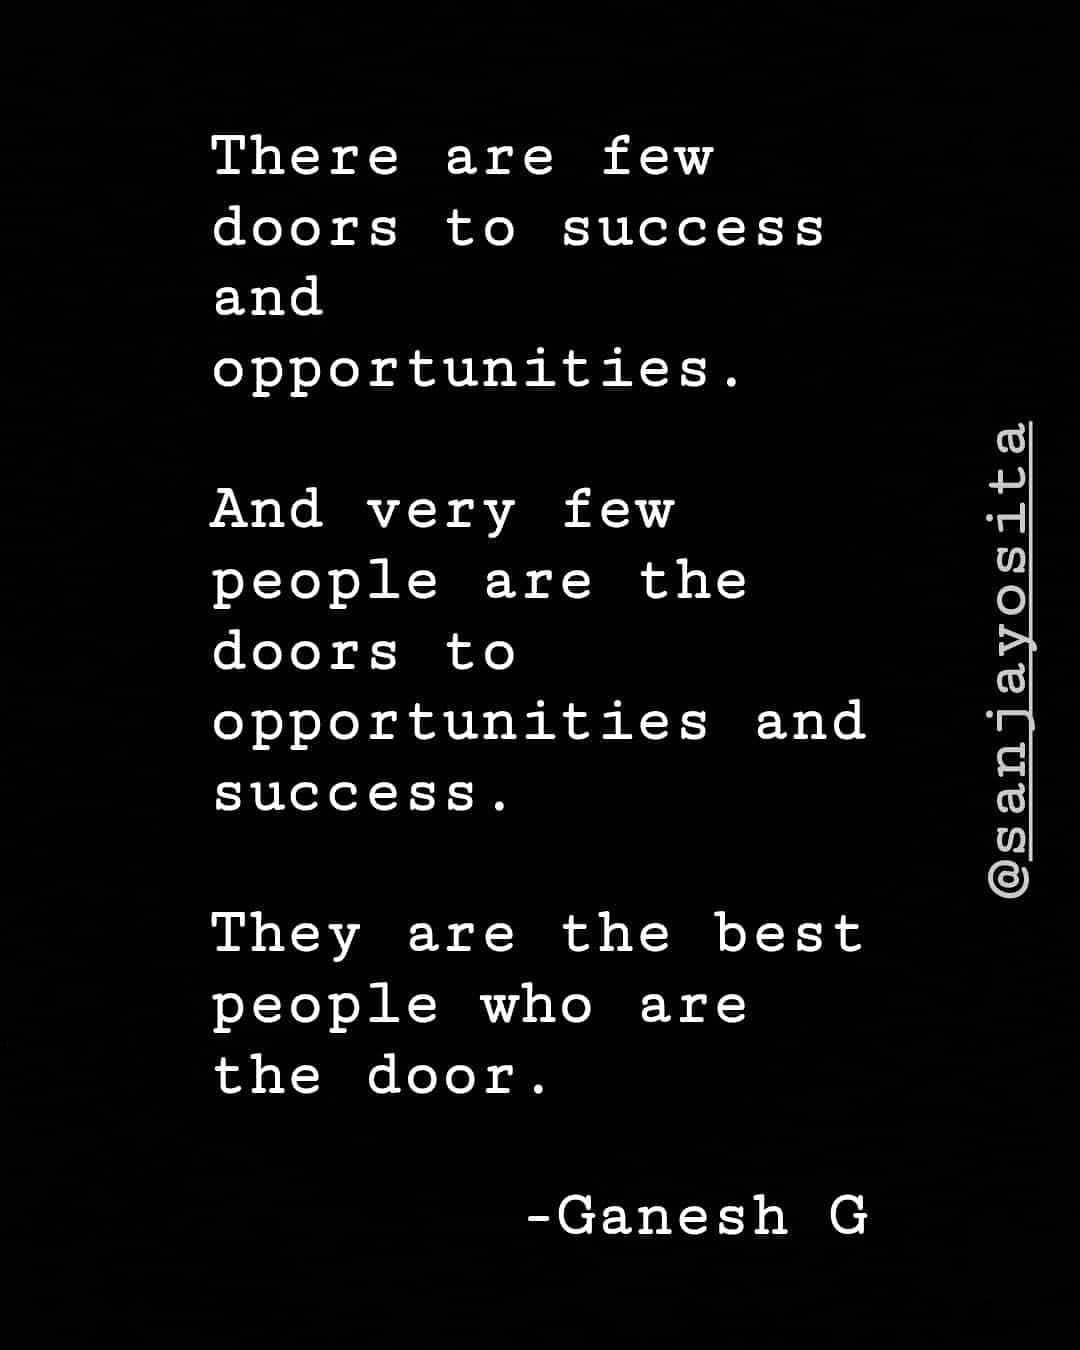 There are few
doors to success
and
opportunities.
And very few
people are the
doors to
opportunities and
success.
They are the best
people who are
the door.
-Ganesh G
@sanjayosita